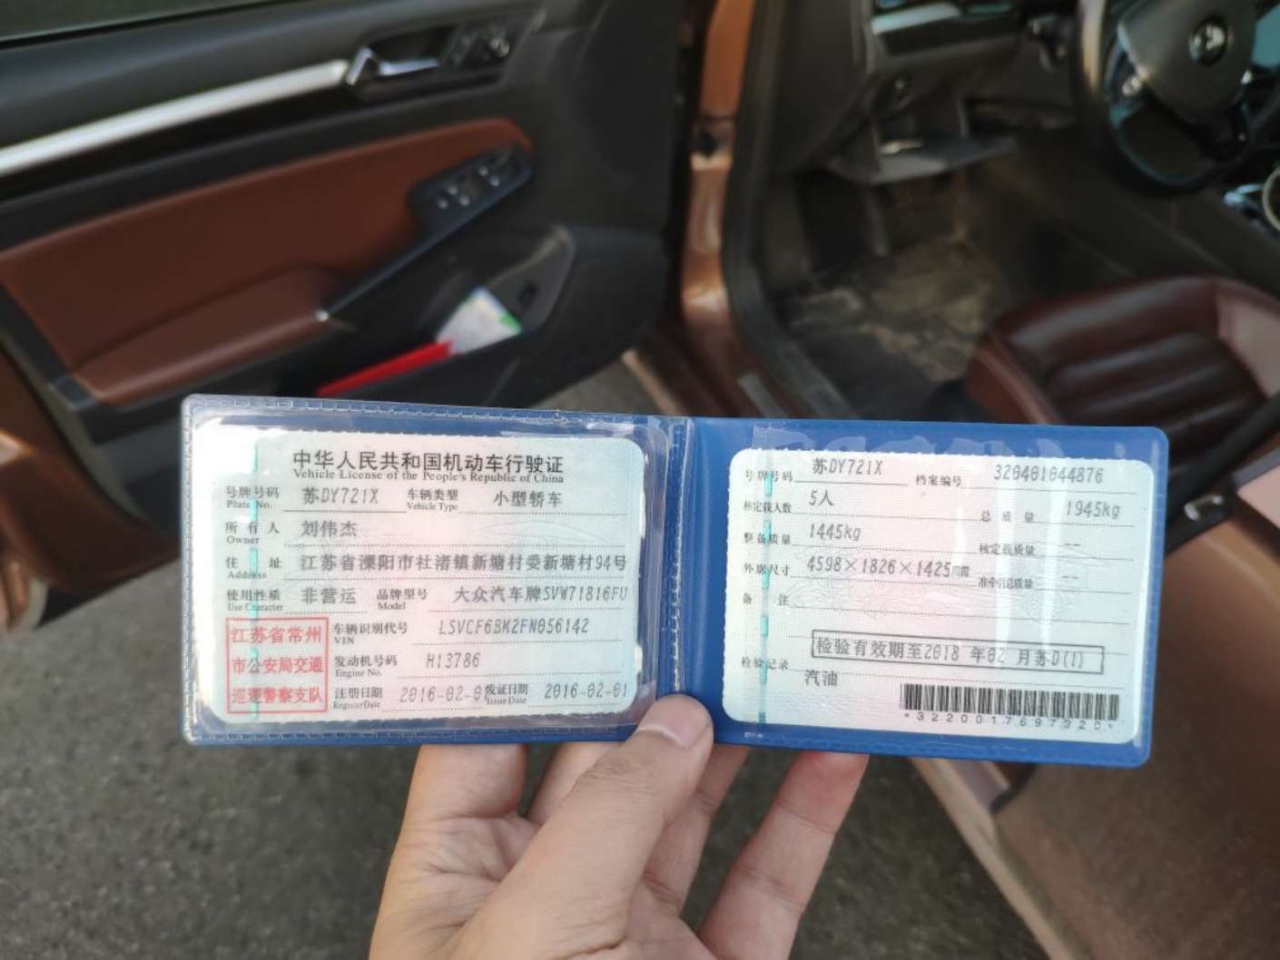 中华人民共和国机动车行驶证
Vehicle License of the People's Republic of China
号牌号码 苏DY721X 车辆类型 小型轿车
Plate No. Vehicle Type
所有人 刘伟杰
Owner
住址 江苏省溧阳市社渚镇新塘村委新塘村94号
Address
使用性质 非营运 品牌型号 大众汽车牌SVW71816FU
Use Character Model
江苏省常州
市公安局交通
巡逻警察支队
车辆识别代号 LSVCF6BM2FN056142
VIN
发动机号码 H13786
Engine No.
注册日期 2016-02-01 发证日期 2016-02-01
Register Date Issue Date
号牌号码 苏DY721X 档案编号 320401044876
核定载人数 5人 总质量 1945kg
整备质量 1445kg 核定载质量 --
外廓尺寸 4598×1826×1425mm 准牵引总质量 --
备注
检验有效期至2018 年02 月苏D(1)
检验记录
汽油
*3220017697320*